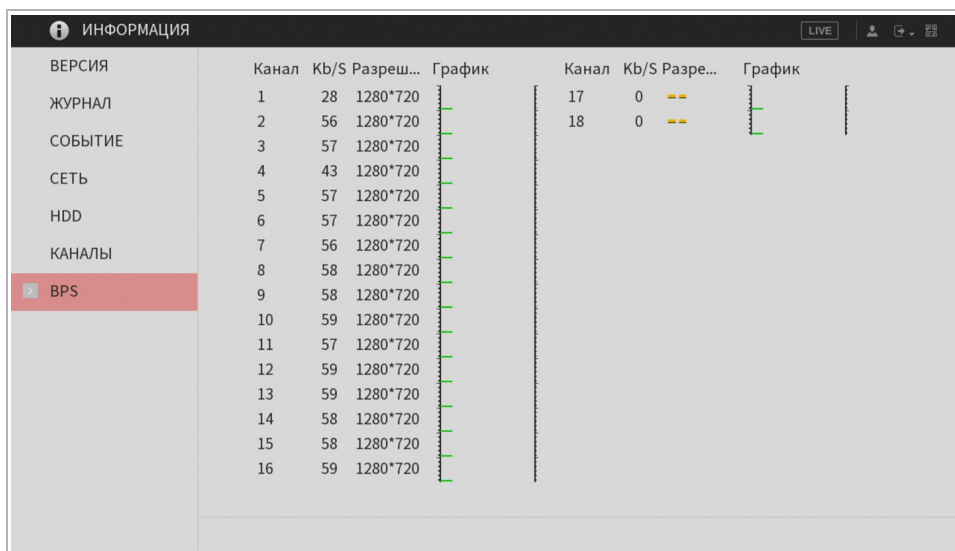 ИНФОРМАЦИЯ LIVE
ВЕРСИЯ
ЖУРНАЛ
СОБЫТИЕ
СЕТЬ
HDD
КАНАЛЫ
BPS
Канал Kb/S Разреш... График
1 28 1280*720
2 56 1280*720
3 57 1280*720
4 43 1280*720
5 57 1280*720
6 57 1280*720
7 56 1280*720
8 58 1280*720
9 58 1280*720
10 59 1280*720
11 57 1280*720
12 59 1280*720
13 59 1280*720
14 58 1280*720
15 58 1280*720
16 59 1280*720
Канал Kb/S Разре... График
17 0 --
18 0 --